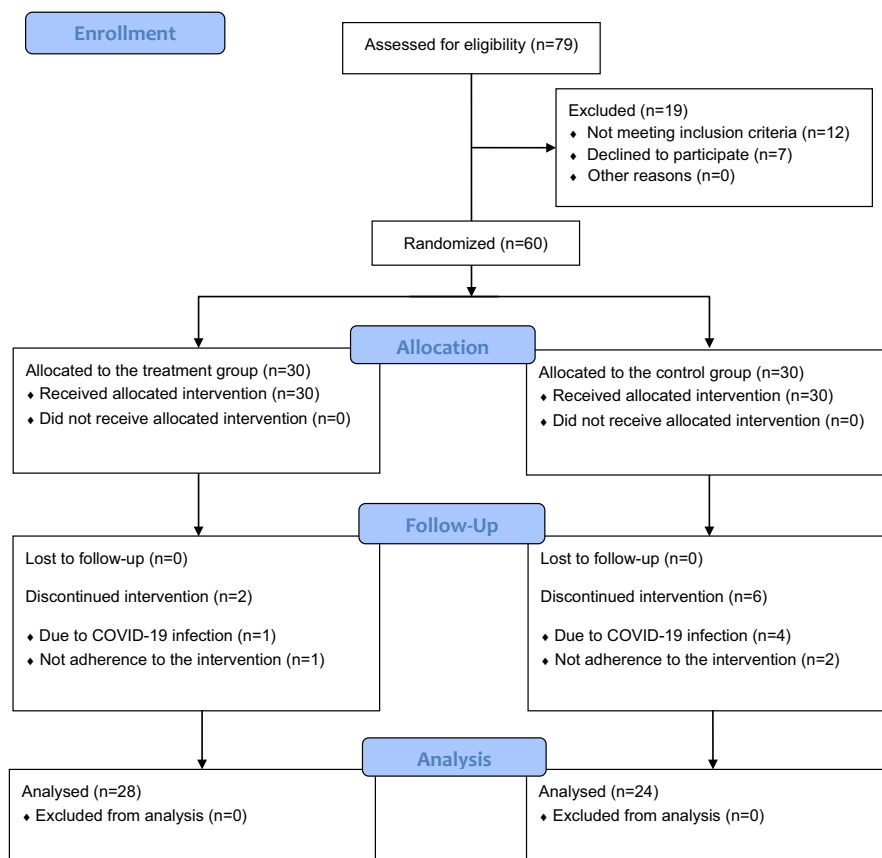 Enrollment
Assessed for eligibility (n=79)
Excluded (n=19)
♦ Not meeting inclusion criteria (n=12)
♦ Declined to participate (n=7)
♦ Other reasons (n=0)
Randomized (n=60)
Allocation
Allocated to the treatment group (n=30)
♦ Received allocated intervention (n=30)
♦ Did not receive allocated intervention (n=0)
Allocated to the control group (n=30)
♦ Received allocated intervention (n=30)
♦ Did not receive allocated intervention (n=0)
Follow-Up
Lost to follow-up (n=0)
Discontinued intervention (n=2)
♦ Due to COVID-19 infection (n=1)
♦ Not adherence to the intervention (n=1)
Lost to follow-up (n=0)
Discontinued intervention (n=6)
♦ Due to COVID-19 infection (n=4)
♦ Not adherence to the intervention (n=2)
Analysis
Analysed (n=28)
♦ Excluded from analysis (n=0)
Analysed (n=24)
♦ Excluded from analysis (n=0)